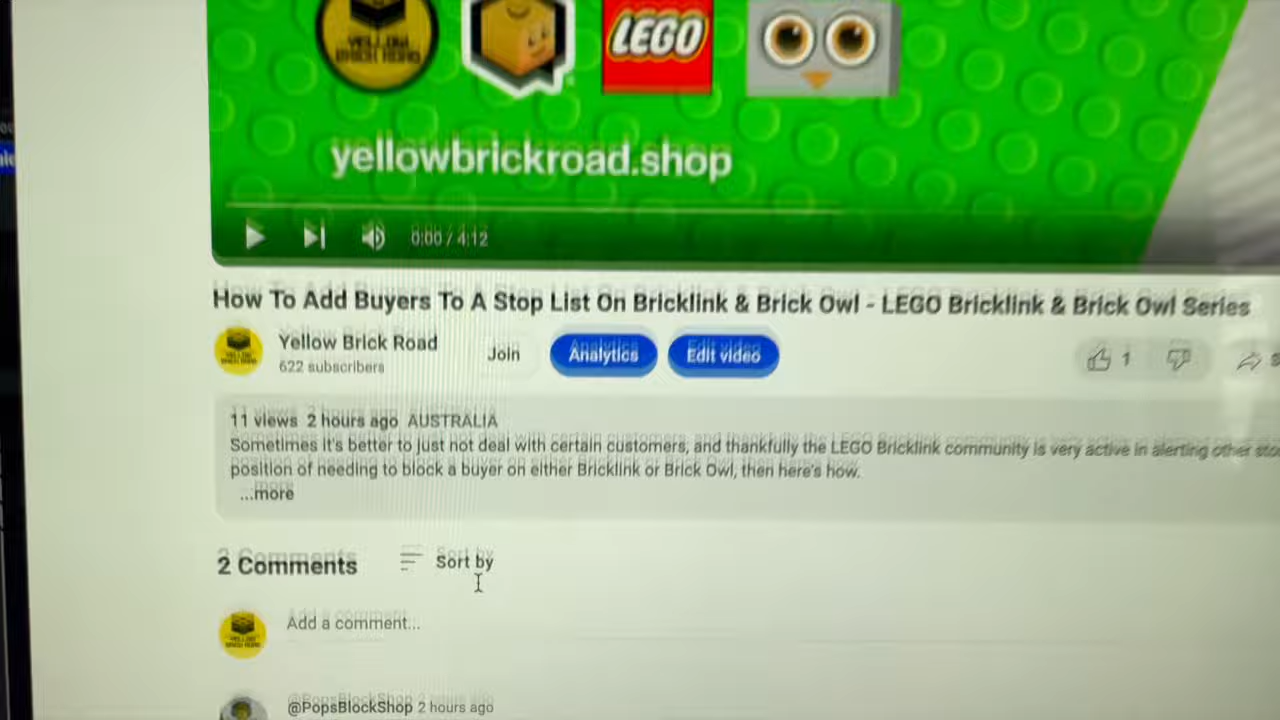 YELLOW
BRICK ROAD
LEGO
yellowbrickroad.shop
0:00 / 4:12
How To Add Buyers To A Stop List On Bricklink & Brick Owl - LEGO Bricklink & Brick Owl Series
Yellow Brick Road
622 subscribers
Join
Analytics
Edit video
1
11 views 2 hours ago AUSTRALIA
Sometimes it's better to just not deal with certain customers, and thankfully the LEGO Bricklink community is very active in alerting other
position of needing to block a buyer on either Bricklink or Brick Owl, then here's how.
...more
2 Comments
Sort by
Add a comment...
@PopsBlockShop 2 hours ago